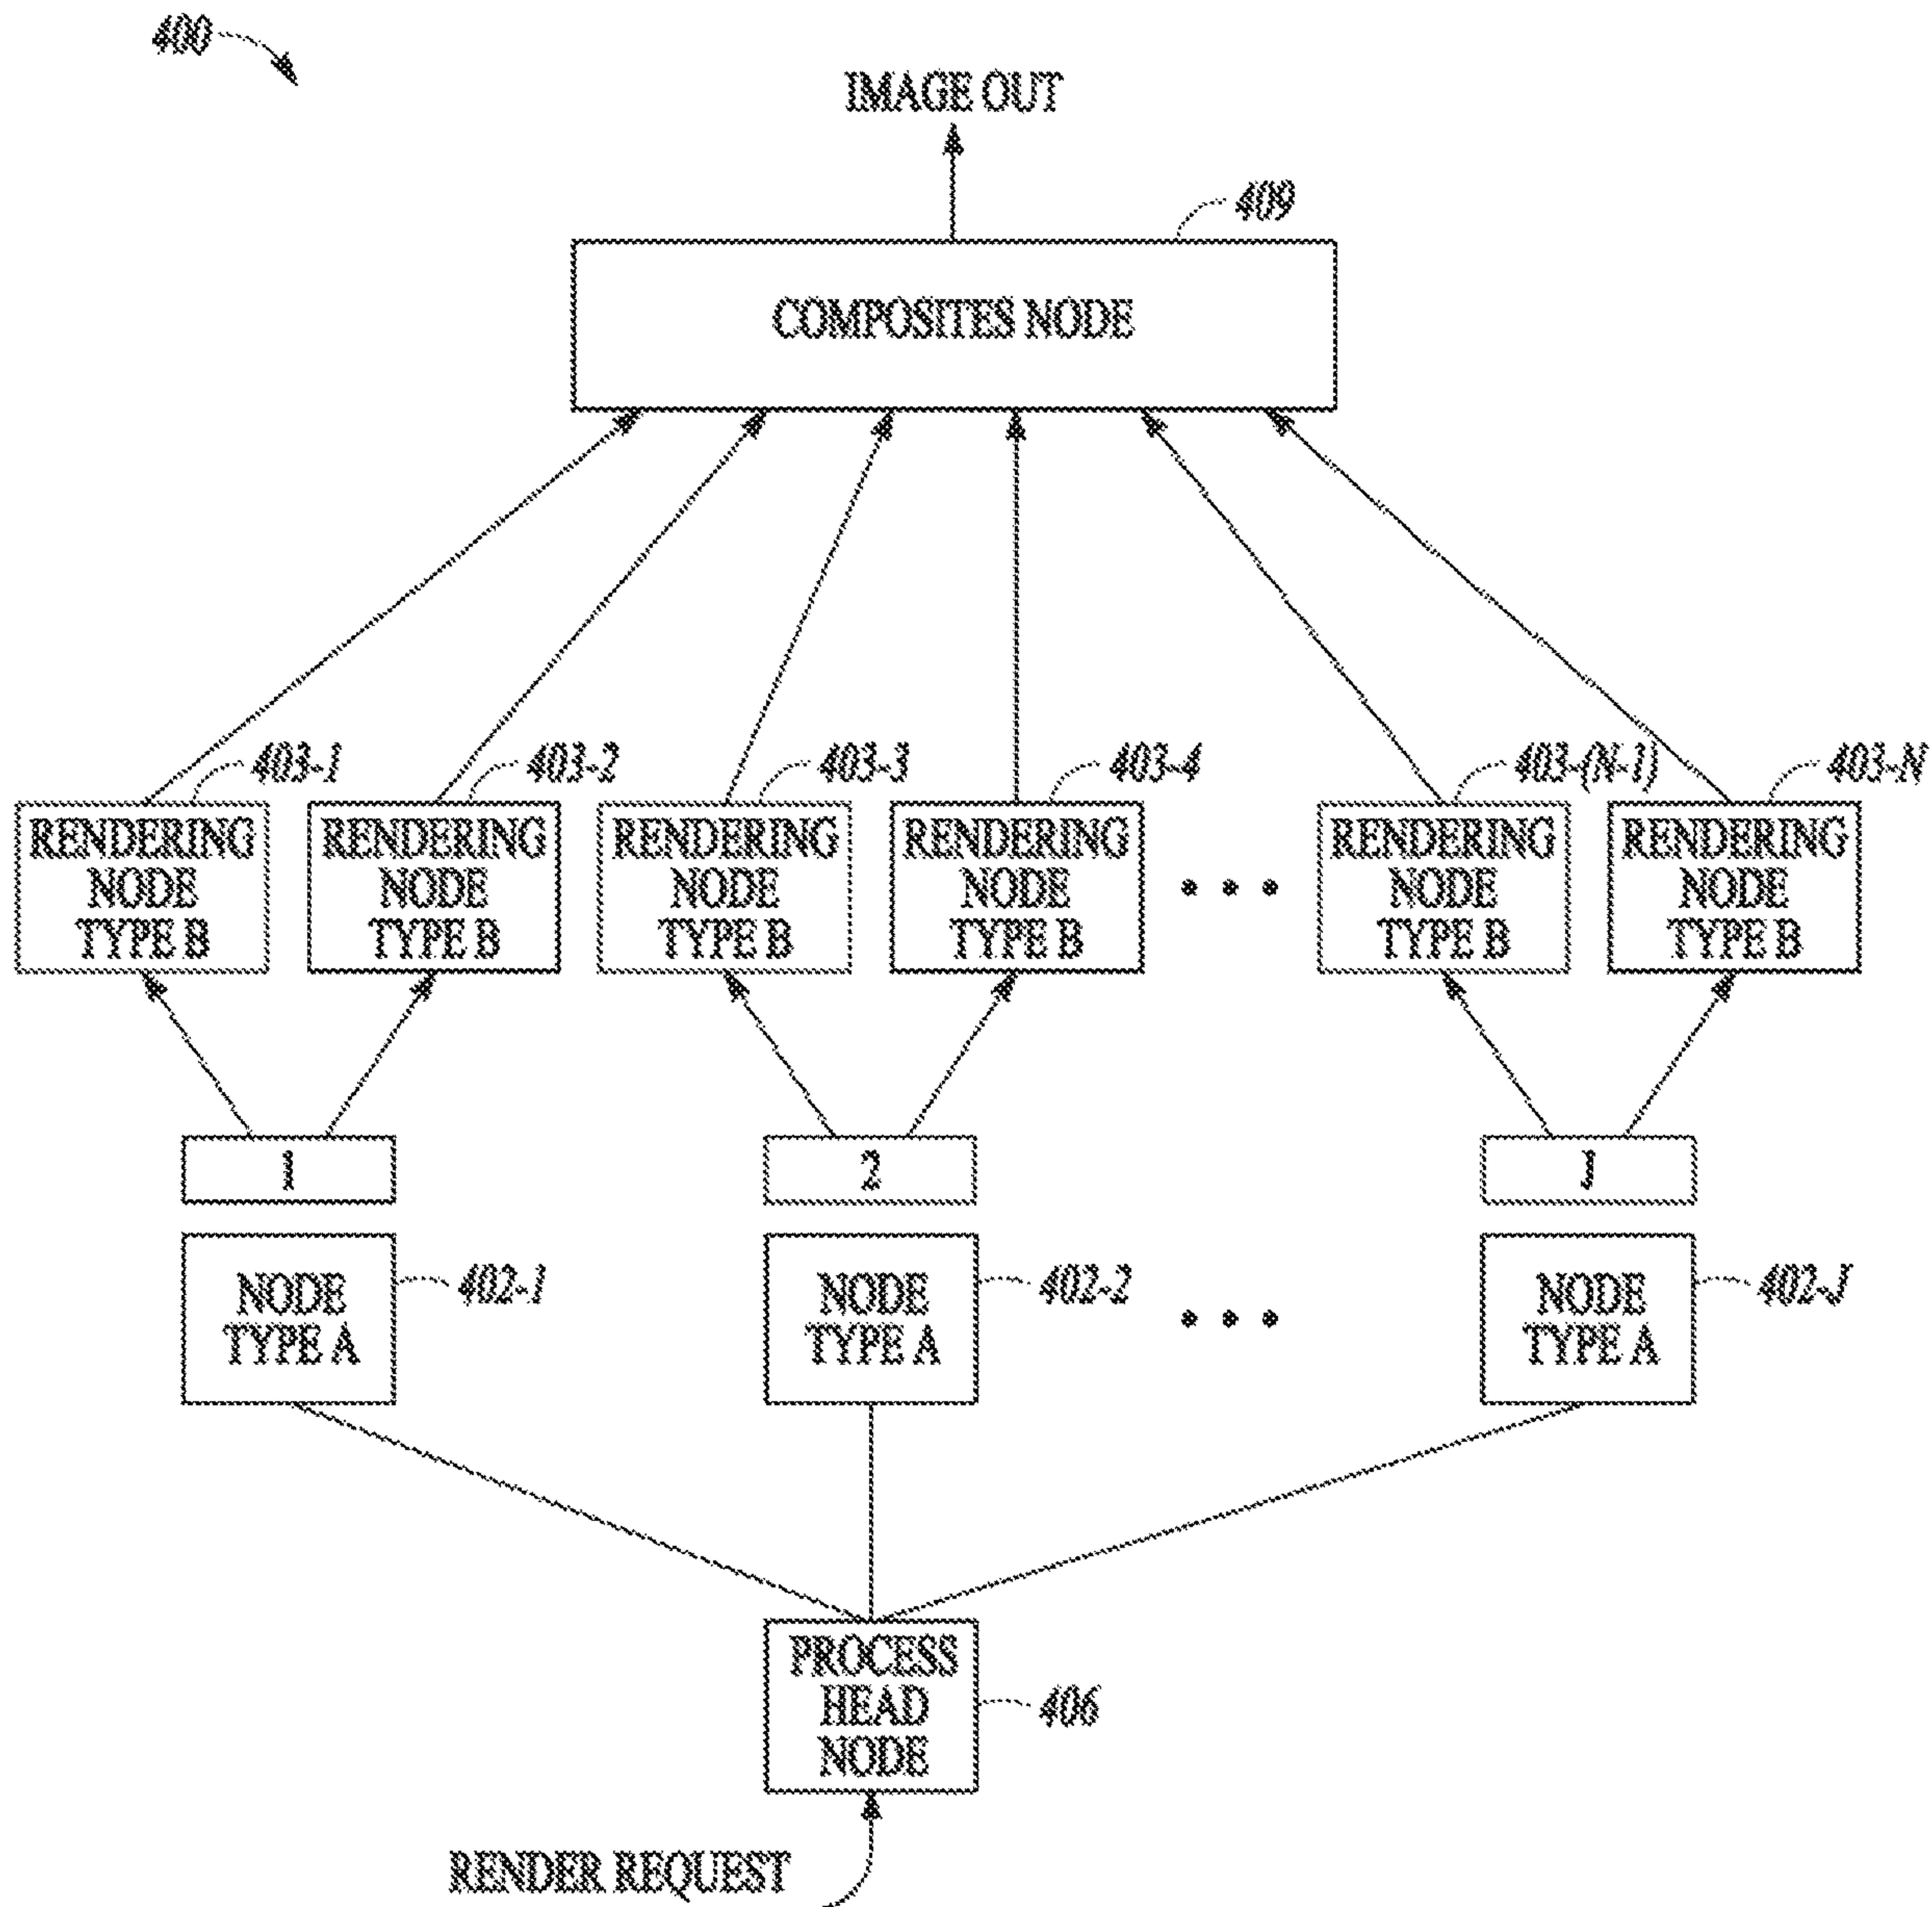 400
IMAGE OUT
409
COMPOSITES NODE
403-1
403-2
403-3
403-4
403-(N-1)
403-N
RENDERING
NODE
TYPE B
RENDERING
NODE
TYPE B
RENDERING
NODE
TYPE B
RENDERING
NODE
TYPE B
RENDERING
NODE
TYPE B
RENDERING
NODE
TYPE B
1
2
J
NODE
TYPE A
402-1
NODE
TYPE A
402-2
NODE
TYPE A
402-J
PROCESS
HEAD
NODE
406
RENDER REQUEST